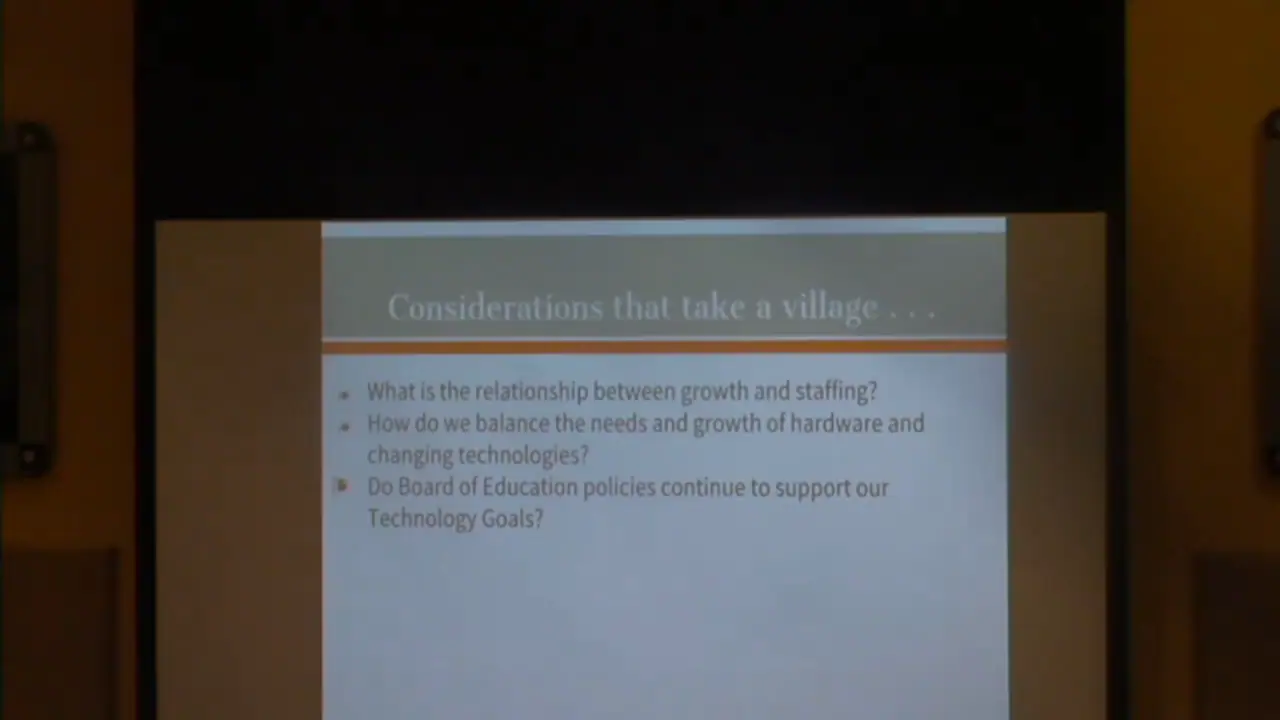 Considerations that take a village . . .
What is the relationship between growth and staffing?
How do we balance the needs and growth of hardware and
changing technologies?
Do Board of Education policies continue to support our
Technology Goals?